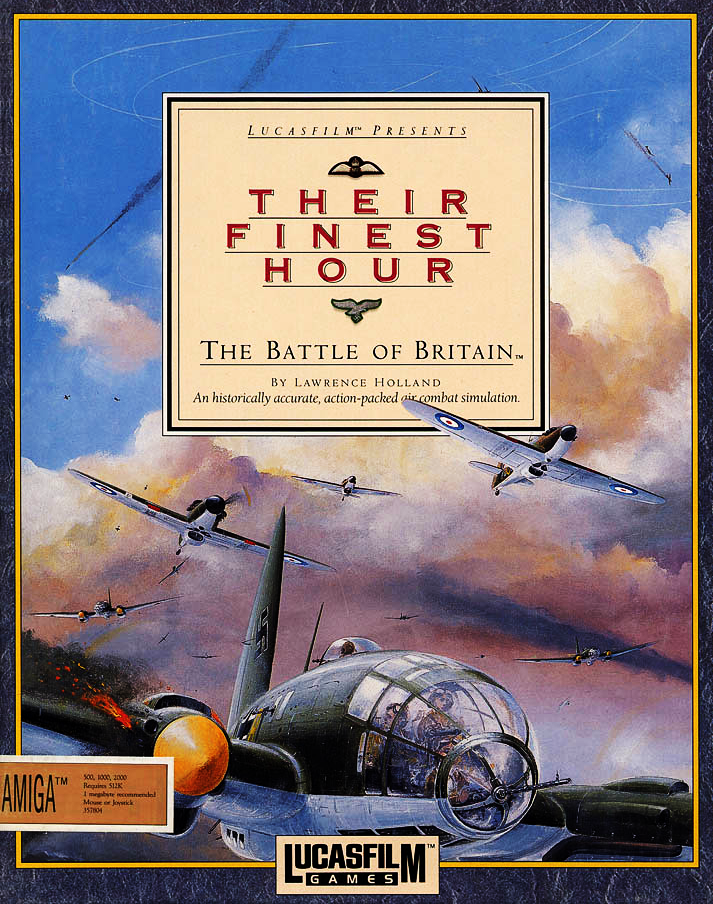 LUCASFILM™ PRESENTS
THEIR
FINEST
HOUR
THE BATTLE OF BRITAIN™
BY LAWRENCE HOLLAND
An historically accurate, action-packed air combat simulation.
AMIGA™
500, 1000, 2000
Requires 512K
1 megabyte recommended
Mouse or Joystick
357804
LUCASFILM™
GAMES